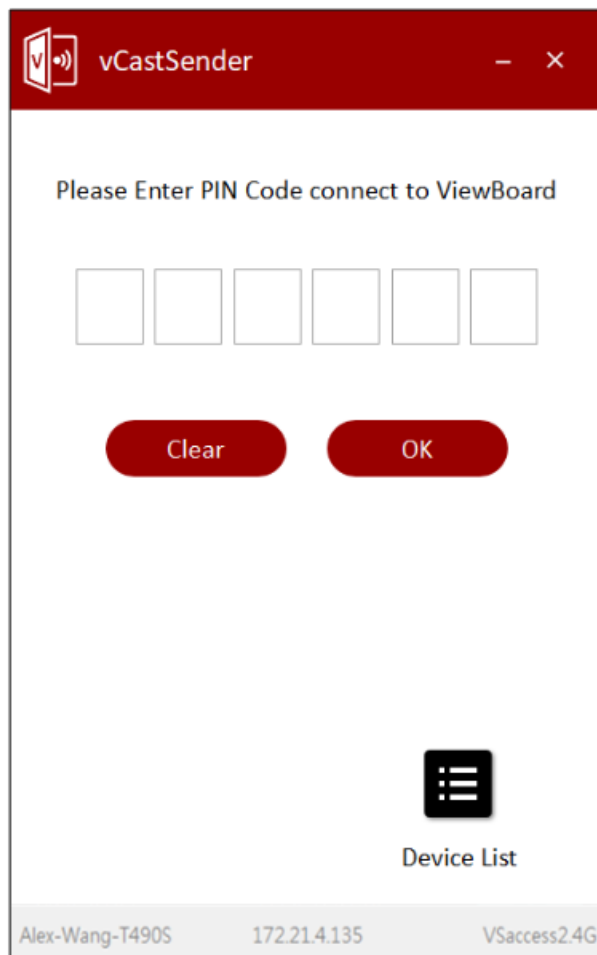 vCastSender
Please Enter PIN Code connect to ViewBoard
Clear OK
Device List
Alex-Wang-T490S 172.21.4.135 VSaccess2.4G